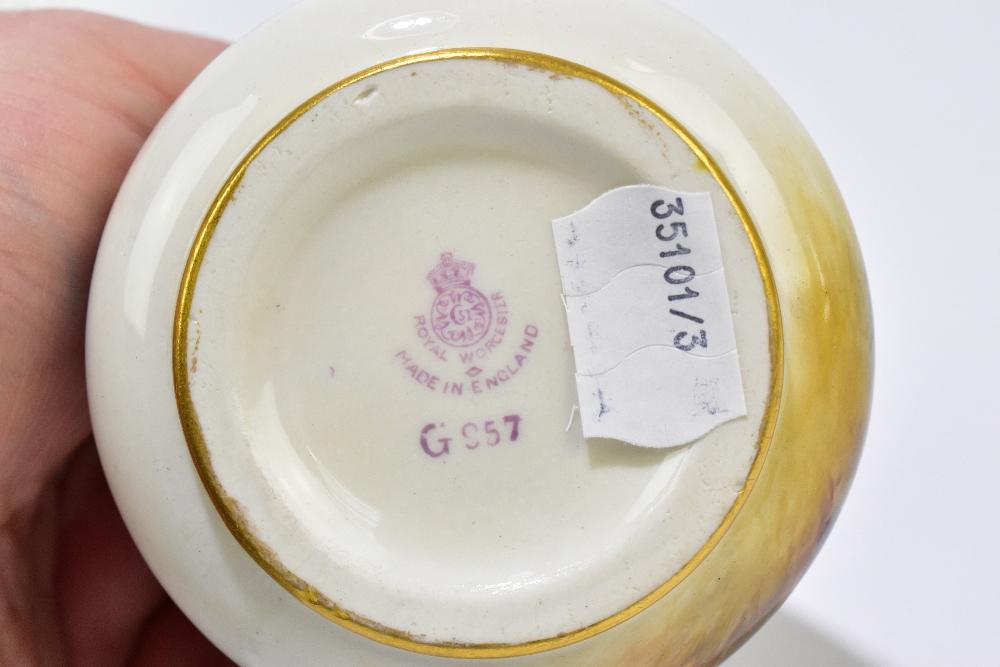 ROYAL WORCESTER
MADE IN ENGLAND
G957
35101/3